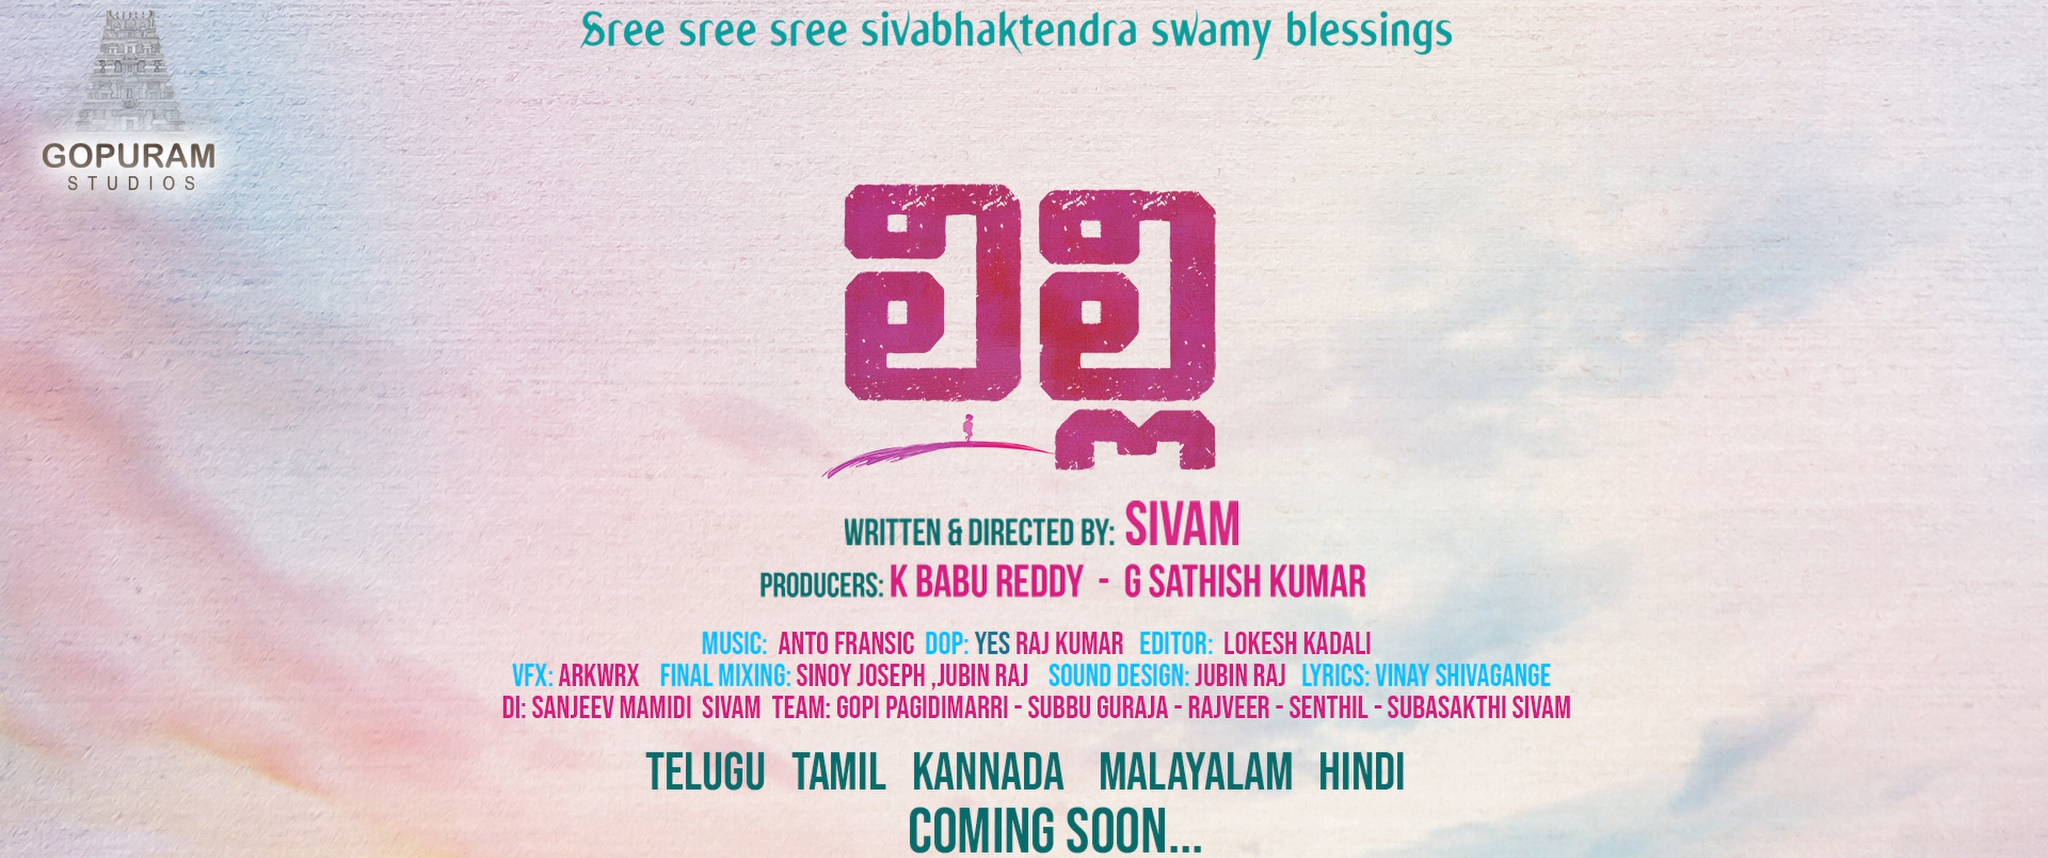 Sree sree sree sivabhaktendra swamy blessings
GOPURAM
STUDIOS
లిల్లి
WRITTEN & DIRECTED BY: SIVAM
PRODUCERS: K BABU REDDY - G SATHISH KUMAR
MUSIC: ANTO FRANSIC DOP: YES RAJ KUMAR EDITOR: LOKESH KADALI
VFX: ARKWRX FINAL MIXING: SINOY JOSEPH ,JUBIN RAJ SOUND DESIGN: JUBIN RAJ LYRICS: VINAY SHIVAGANGE
DI: SANJEEV MAMIDI SIVAM TEAM: GOPI PAGIDIMARRI - SUBBU GURAJA - RAJVEER - SENTHIL - SUBASAKTHI SIVAM
TELUGU TAMIL KANNADA MALAYALAM HINDI
COMING SOON...